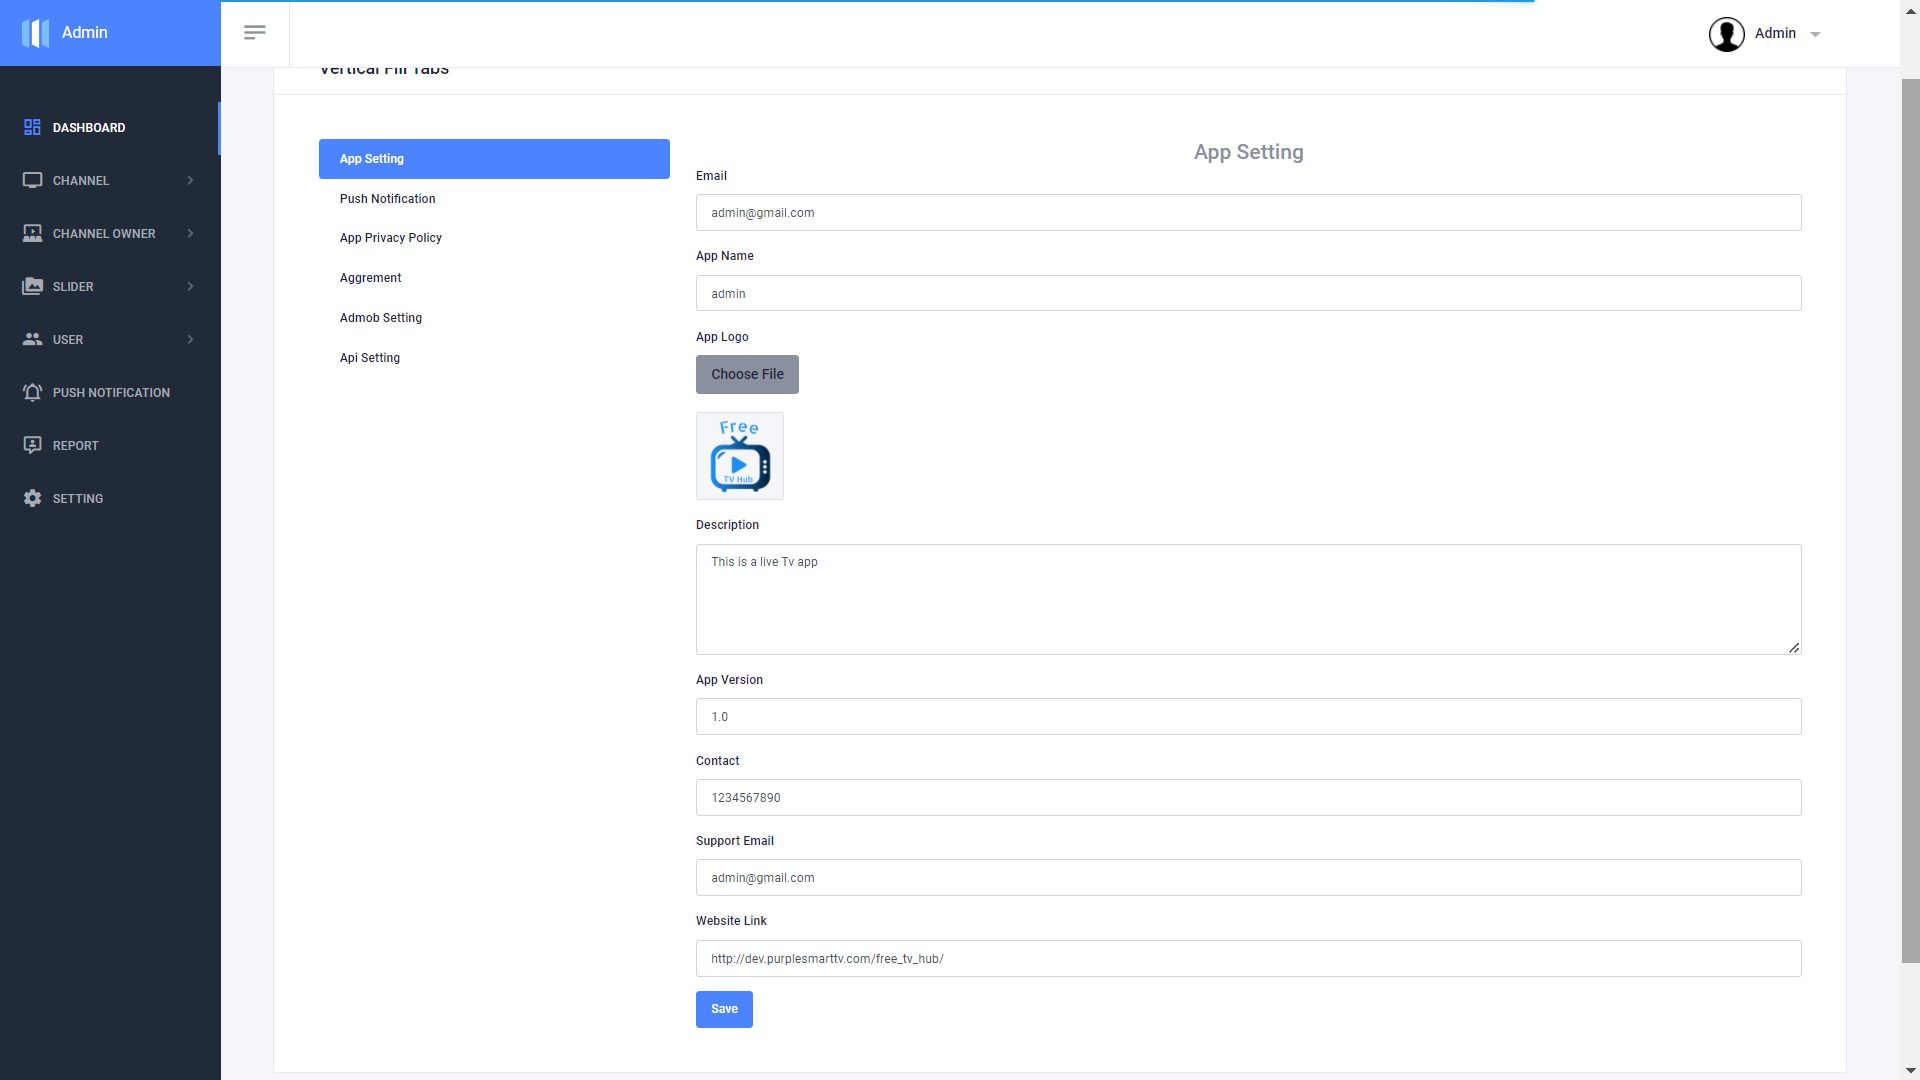 Admin
Admin
Vertical Fill Tabs
DASHBOARD
CHANNEL
CHANNEL OWNER
SLIDER
USER
PUSH NOTIFICATION
REPORT
SETTING
App Setting
Push Notification
App Privacy Policy
Aggrement
Admob Setting
Api Setting
App Setting
Email
admin@gmail.com
App Name
admin
App Logo
Choose File
Free
TV Hub
Description
This is a live Tv app
App Version
1.0
Contact
1234567890
Support Email
admin@gmail.com
Website Link
http://dev.purplesmarttv.com/free_tv_hub/
Save